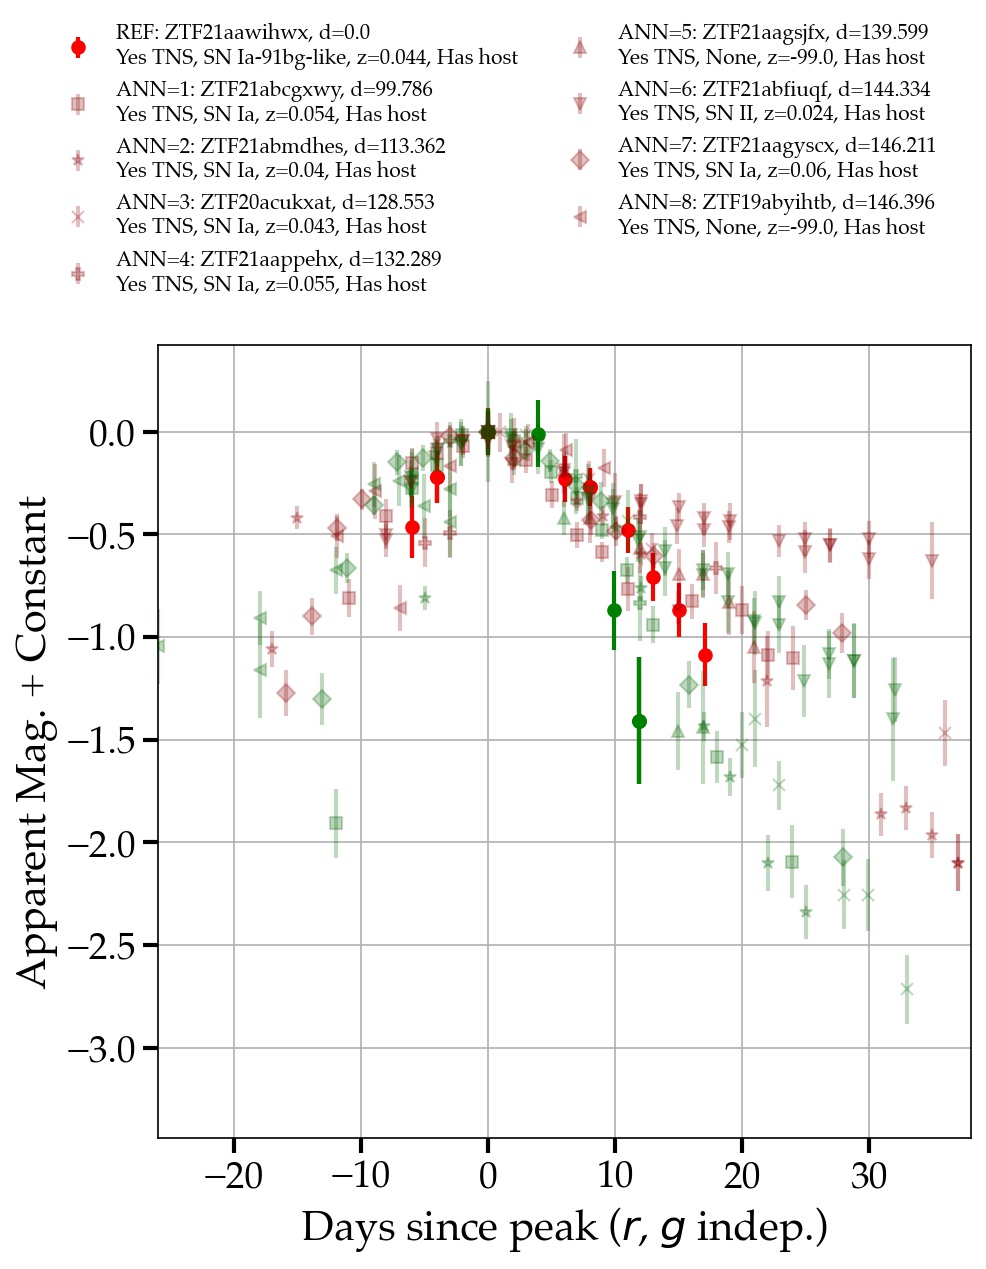 REF: ZTF21aawihwx, d=0.0
Yes TNS, SN Ia-91bg-like, z=0.044, Has host
ANN=1: ZTF21abcgxwy, d=99.786
Yes TNS, SN Ia, z=0.054, Has host
ANN=2: ZTF21abmdhes, d=113.362
Yes TNS, SN Ia, z=0.04, Has host
ANN=3: ZTF20acukxat, d=128.553
Yes TNS, SN Ia, z=0.043, Has host
ANN=4: ZTF21aappehx, d=132.289
Yes TNS, SN Ia, z=0.055, Has host
ANN=5: ZTF21aagsjfx, d=139.599
Yes TNS, None, z=-99.0, Has host
ANN=6: ZTF21abfiuqf, d=144.334
Yes TNS, SN II, z=0.024, Has host
ANN=7: ZTF21aagyscx, d=146.211
Yes TNS, SN Ia, z=0.06, Has host
ANN=8: ZTF19abyihtb, d=146.396
Yes TNS, None, z=-99.0, Has host
Apparent Mag. + Constant
0.0
−0.5
−1.0
−1.5
−2.0
−2.5
−3.0
−20 −10 0 10 20 30
Days since peak (r, g indep.)